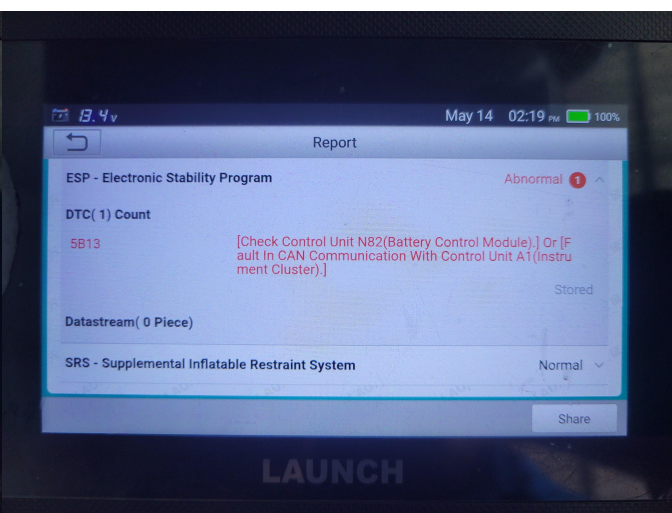 13.4v
May 14 02:19 PM 100%
Report
ESP - Electronic Stability Program Abnormal 1
DTC( 1) Count
5B13 [Check Control Unit N82(Battery Control Module).] Or [F
ault In CAN Communication With Control Unit A1(Instru
ment Cluster).]
Stored
Datastream( 0 Piece)
SRS - Supplemental Inflatable Restraint System Normal
Share
LAUNCH